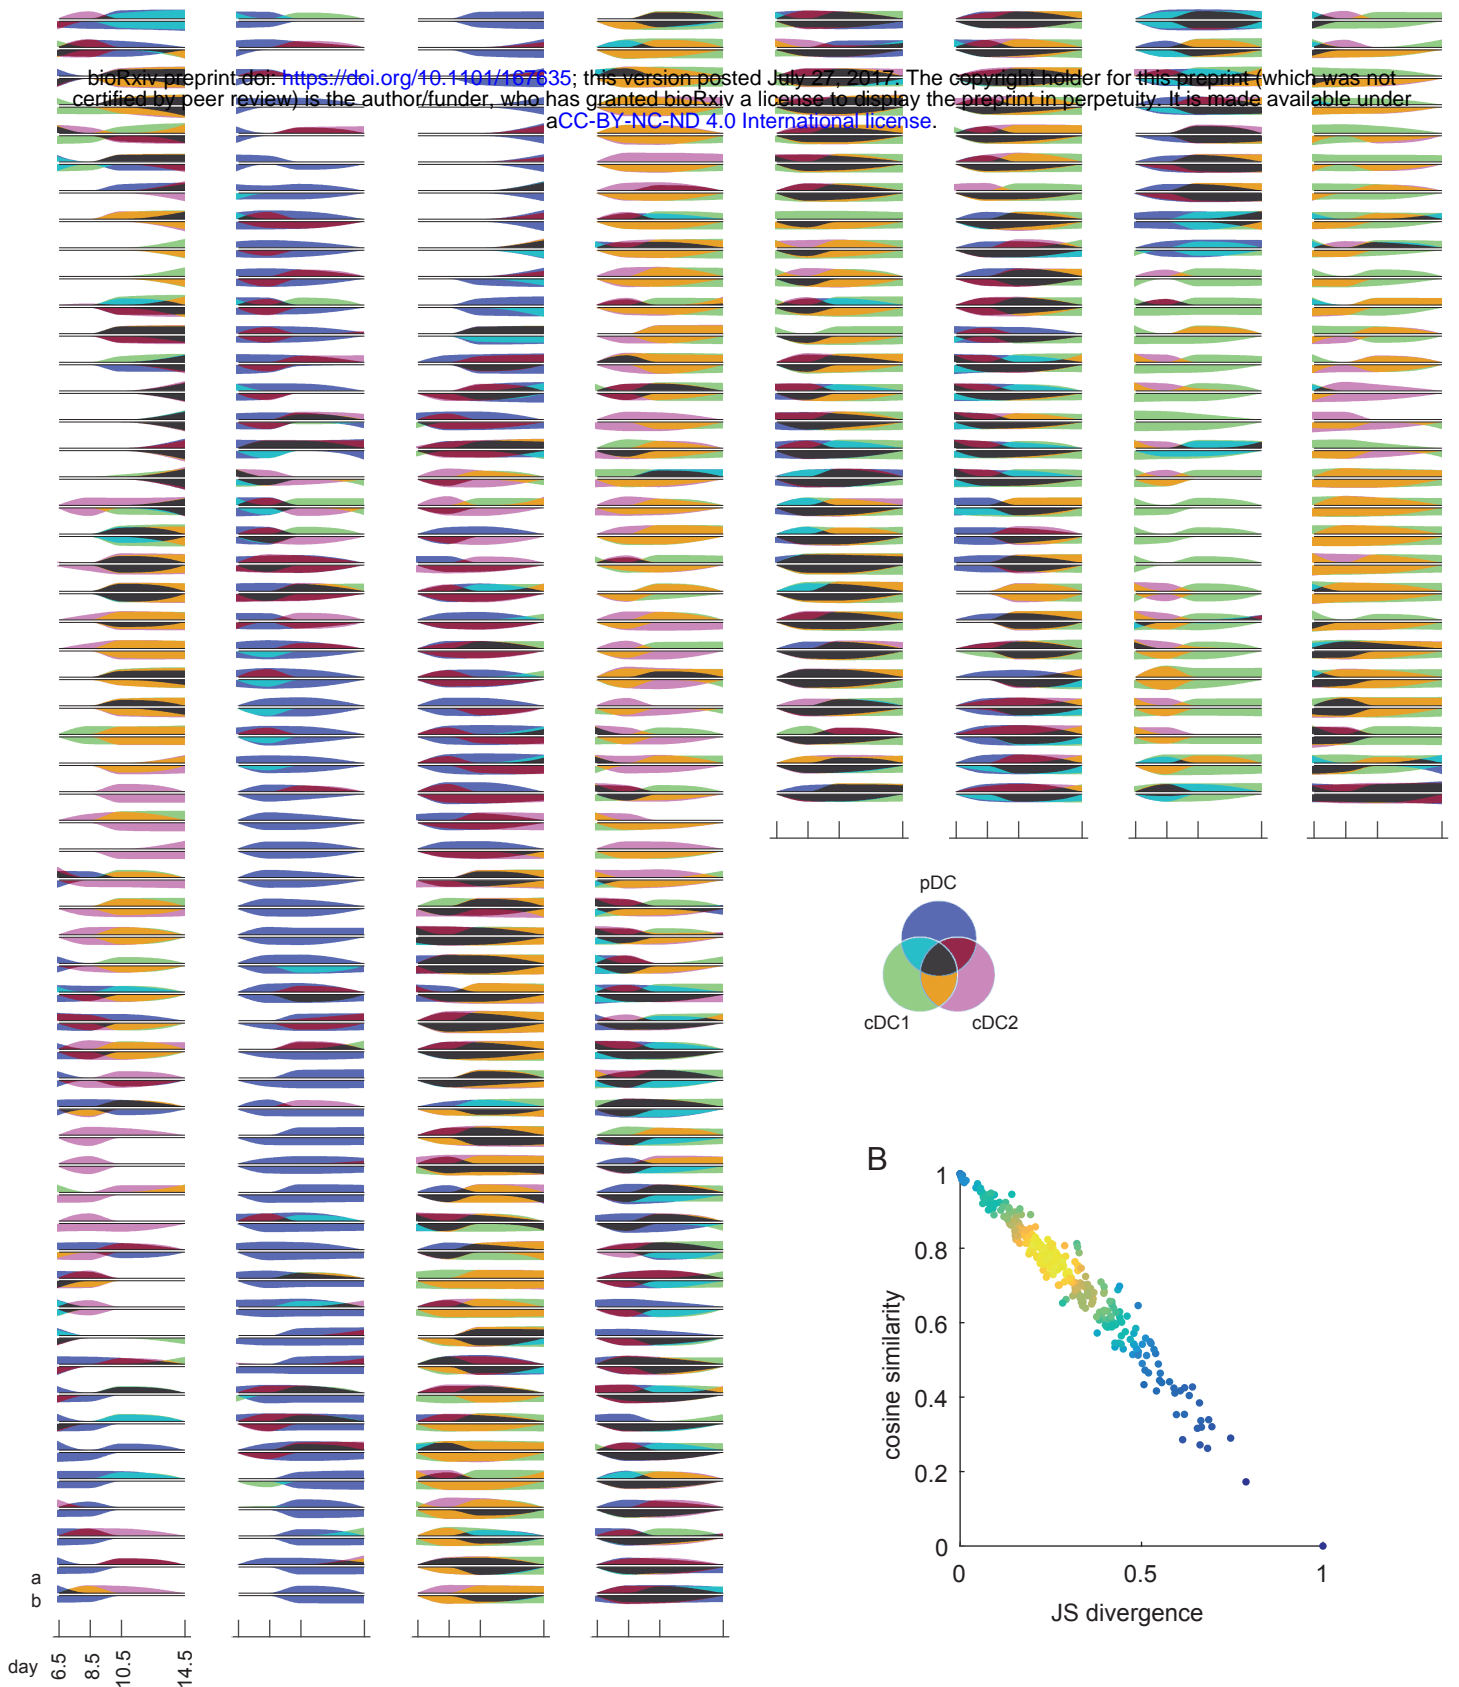 bioRxiv preprint doi: https://doi.org/10.1101/167635; this version posted July 27, 2017. The copyright holder for this preprint (which was not
certified by peer review) is the author/funder, who has granted bioRxiv a license to display the preprint in perpetuity. It is made available under
aCC-BY-NC-ND 4.0 International license.
pDC
cDC1
cDC2
B
1
0.8
0.6
0.4
0.2
0
cosine similarity
0
0.5
1
JS divergence
a
b
day
6.5
8.5
10.5
14.5